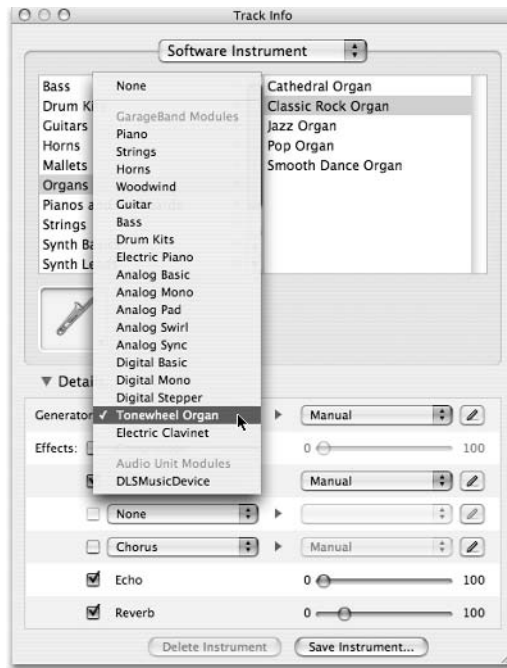 Track Info
Software Instrument
Bass
Drum Ki
Guitars
Horns
Mallets
Organs
Pianos a
Strings
Synth Ba
Synth Le
None
GarageBand Modules
Piano
Strings
Horns
Woodwind
Guitar
Bass
Drum Kits
Electric Piano
Analog Basic
Analog Mono
Analog Pad
Analog Swirl
Analog Sync
Digital Basic
Digital Mono
Digital Stepper
✓ Tonewheel Organ
Electric Clavinet
Audio Unit Modules
DLSMusicDevice
Cathedral Organ
Classic Rock Organ
Jazz Organ
Pop Organ
Smooth Dance Organ
▼ Detai
Generator
Manual
Effects:
0 100
Manual
None
Chorus Manual
Echo 0 100
Reverb 0 100
Delete Instrument Save Instrument...